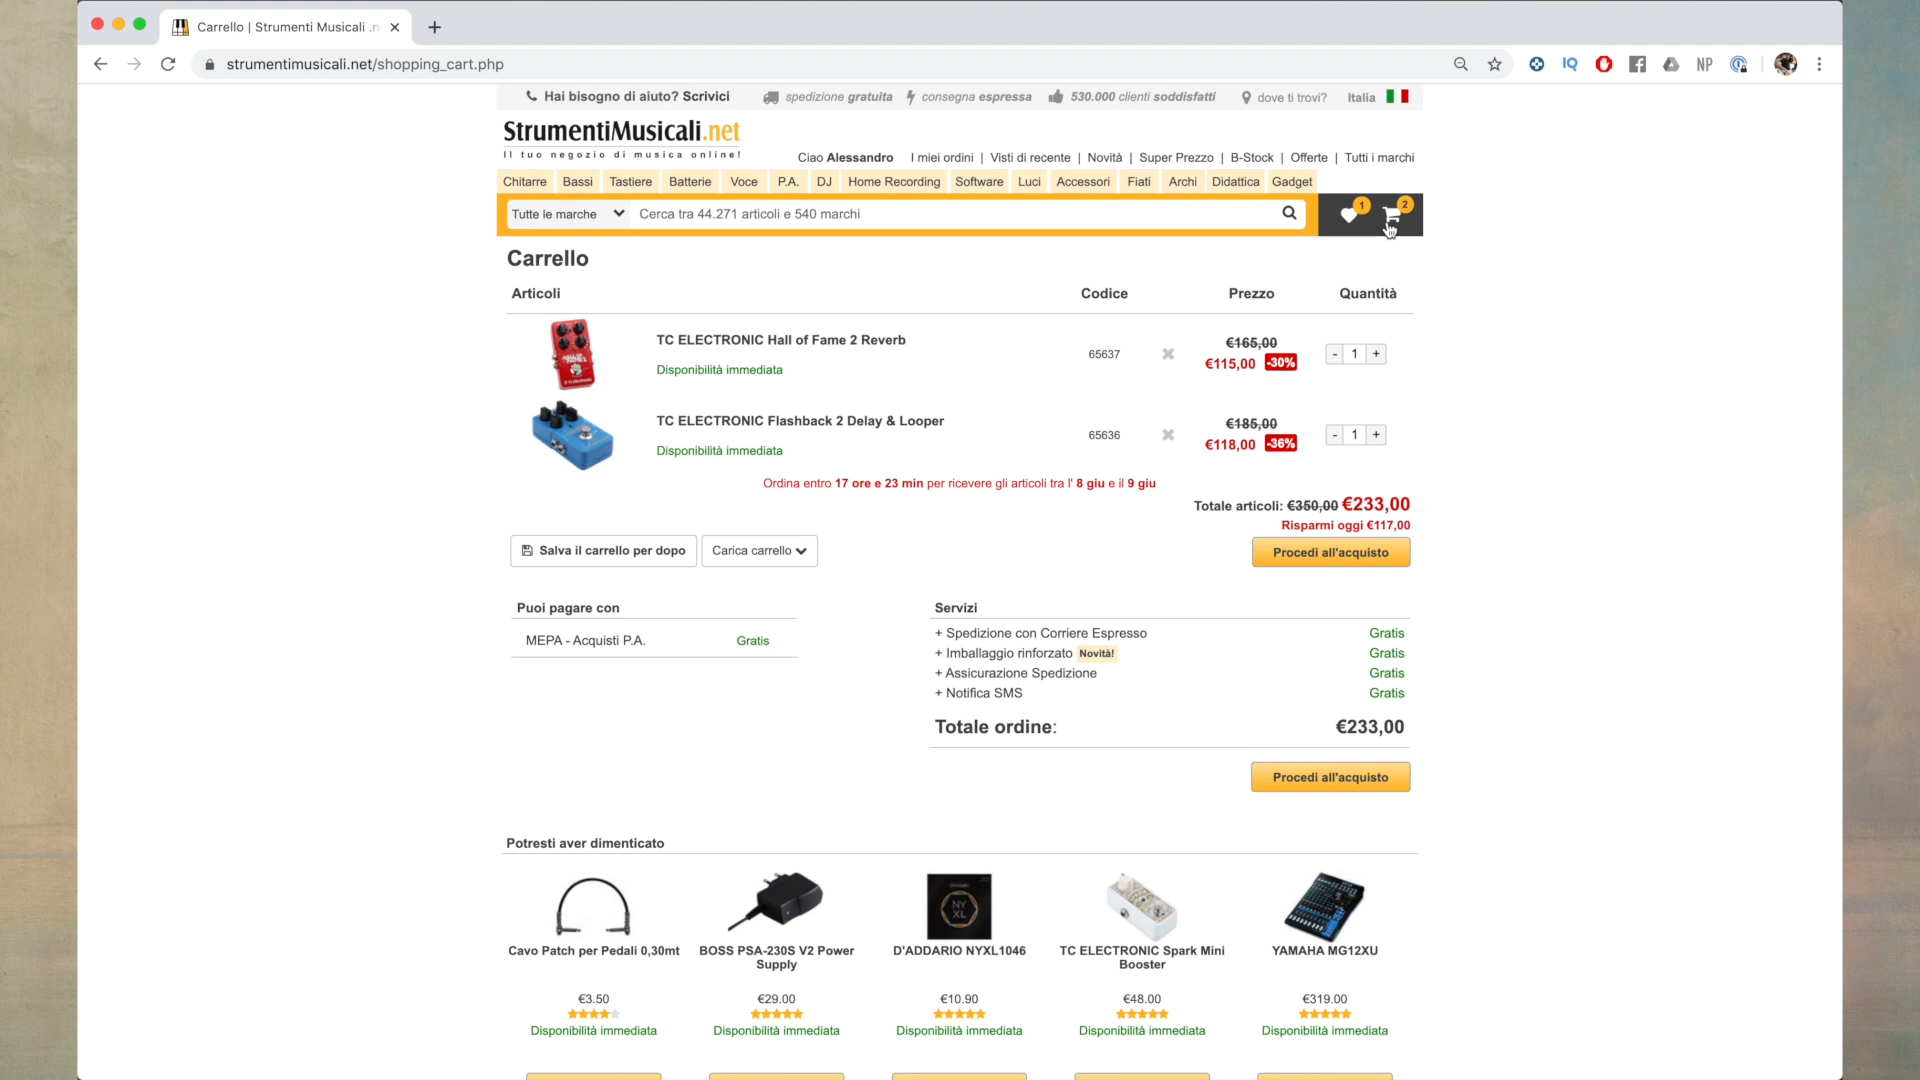 Carrello | Strumenti Musicali .n
strumentimusicali.net/shopping_cart.php
IQ
NP
Hai bisogno di aiuto? Scrivici
spedizione gratuita
consegna espressa
530.000 clienti soddisfatti
dove ti trovi?
Italia
StrumentiMusicali.net
Il tuo negozio di musica online!
Ciao Alessandro
I miei ordini | Visti di recente | Novità | Super Prezzo | B-Stock | Offerte | Tutti i marchi
Chitarre Bassi Tastiere Batterie Voce P.A. DJ Home Recording Software Luci Accessori Fiati Archi Didattica Gadget
Tutte le marche
Cerca tra 44.271 articoli e 540 marchi
1
2
Carrello
Articoli Codice Prezzo Quantità
TC ELECTRONIC Hall of Fame 2 Reverb
Disponibilità immediata
65637
€165,00
€115,00 -30%
- 1 +
TC ELECTRONIC Flashback 2 Delay & Looper
Disponibilità immediata
65636
€185,00
€118,00 -36%
- 1 +
Ordina entro 17 ore e 23 min per ricevere gli articoli tra l' 8 giu e il 9 giu
Totale articoli: €350,00 €233,00
Risparmi oggi €117,00
Salva il carrello per dopo
Carica carrello
Procedi all'acquisto
Puoi pagare con
MEPA - Acquisti P.A. Gratis
Servizi
+ Spedizione con Corriere Espresso Gratis
+ Imballaggio rinforzato Novità! Gratis
+ Assicurazione Spedizione Gratis
+ Notifica SMS Gratis
Totale ordine: €233,00
Procedi all'acquisto
Potresti aver dimenticato
NY
XL
Cavo Patch per Pedali 0,30mt
€3.50
Disponibilità immediata
BOSS PSA-230S V2 Power
Supply
€29.00
Disponibilità immediata
D'ADDARIO NYXL1046
€10.90
Disponibilità immediata
TC ELECTRONIC Spark Mini
Booster
€48.00
Disponibilità immediata
YAMAHA MG12XU
€319.00
Disponibilità immediata